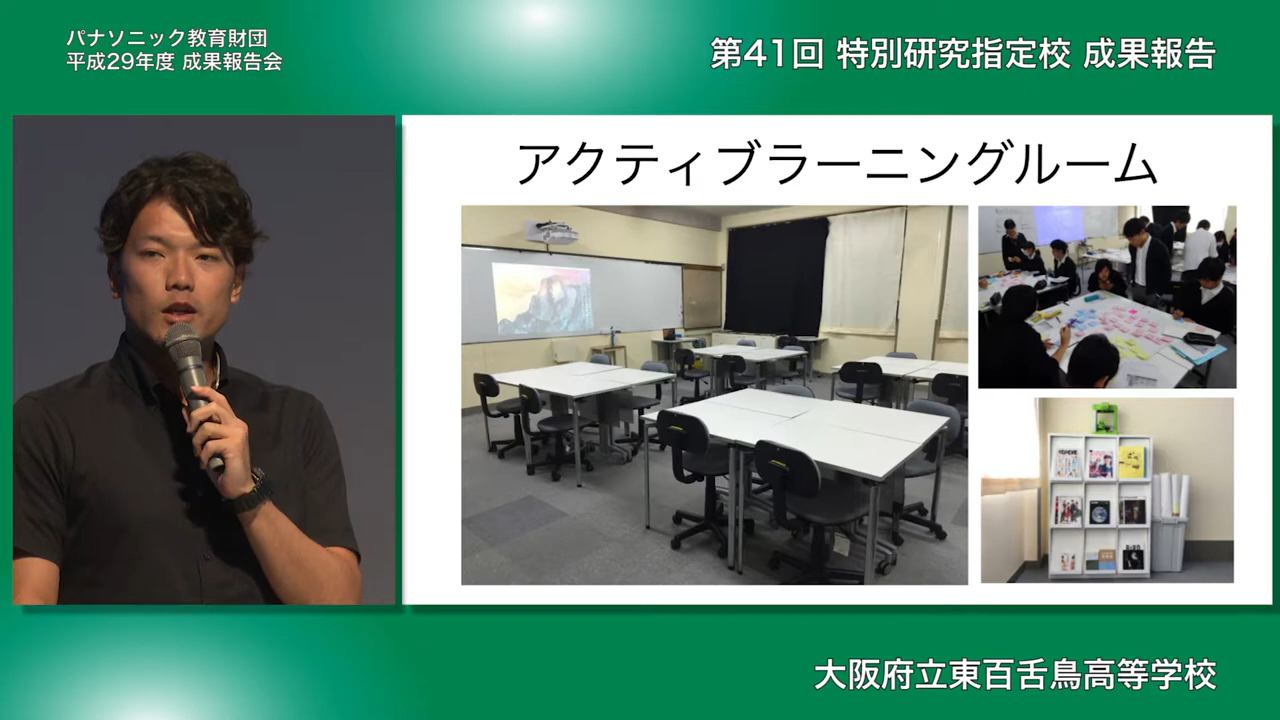 パナソニック教育財団
平成29年度 成果報告会
第41回 特別研究指定校 成果報告
アクティブラーニングルーム
大阪府立東百舌鳥高等学校